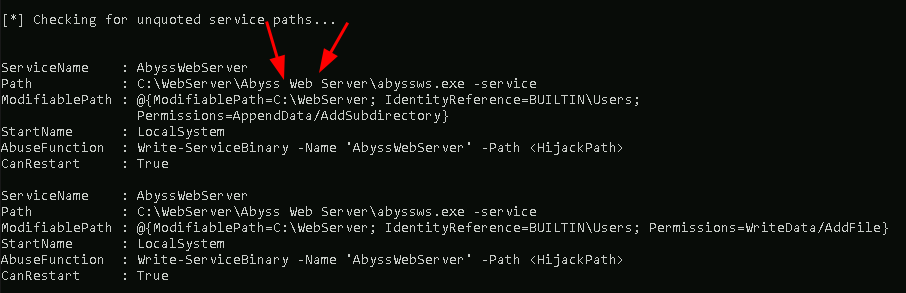 [*] Checking for unquoted service paths...
ServiceName    : AbyssWebServer
Path           : C:\WebServer\Abyss Web Server\abyssws.exe -service
ModifiablePath : @{ModifiablePath=C:\WebServer; IdentityReference=BUILTIN\Users;
                 Permissions=AppendData/AddSubdirectory}
StartName      : LocalSystem
AbuseFunction  : Write-ServiceBinary -Name 'AbyssWebServer' -Path <HijackPath>
CanRestart     : True
ServiceName    : AbyssWebServer
Path           : C:\WebServer\Abyss Web Server\abyssws.exe -service
ModifiablePath : @{ModifiablePath=C:\WebServer; IdentityReference=BUILTIN\Users; Permissions=WriteData/AddFile}
StartName      : LocalSystem
AbuseFunction  : Write-ServiceBinary -Name 'AbyssWebServer' -Path <HijackPath>
CanRestart     : True